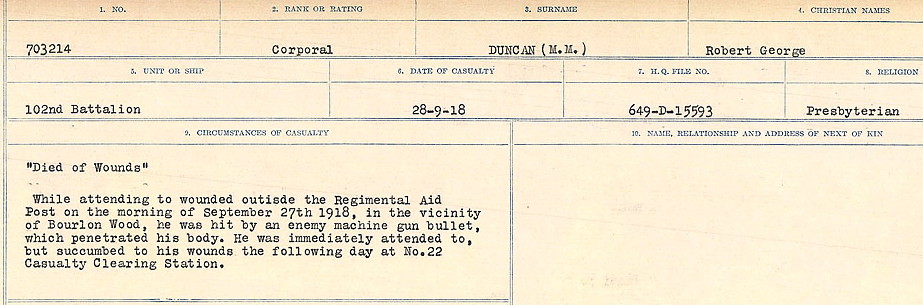 1. NO. 2. RANK OR RATING 3. SURNAME 4. CHRISTIAN NAMES
703214 Corporal DUNCAN (M.M.) Robert George
5. UNIT OR SHIP 6. DATE OF CASUALTY 7. H.Q. FILE NO. 8. RELIGION
102nd Battalion 28-9-18 649-D-15593 Presbyterian
9. CIRCUMSTANCES OF CASUALTY 10. NAME, RELATIONSHIP AND ADDRESS OF NEXT OF KIN
"Died of Wounds"
While attending to wounded outisde the Regimental Aid
Post on the morning of September 27th 1918, in the vicinity
of Bourlon Wood, he was hit by an enemy machine gun bullet,
which penetrated his body. He was immediately attended to,
but succumbed to his wounds the following day at No.22
Casualty Clearing Station.